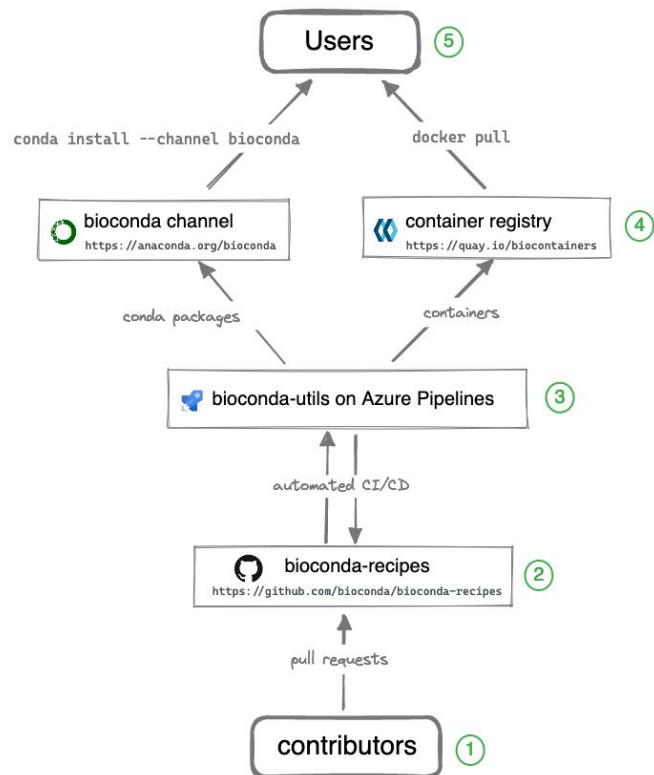 Users
5
conda install --channel bioconda
docker pull
bioconda channel
https://anaconda.org/bioconda
container registry
https://quay.io/biocontainers
4
conda packages
containers
bioconda-utils on Azure Pipelines
3
automated CI/CD
bioconda-recipes
https://github.com/bioconda/bioconda-recipes
2
pull requests
contributors
1